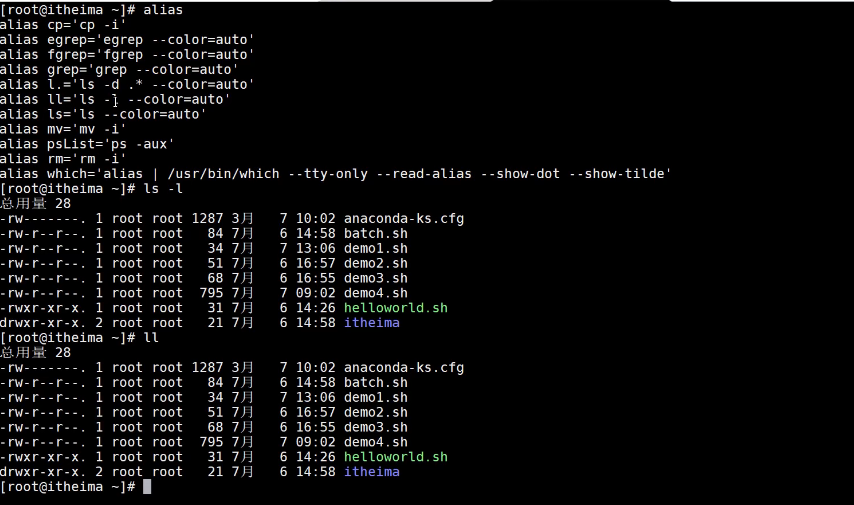 [root@itheima ~]# alias
alias cp='cp -i'
alias egrep='egrep --color=auto'
alias fgrep='fgrep --color=auto'
alias grep='grep --color=auto'
alias l.='ls -d .* --color=auto'
alias ll='ls -l --color=auto'
alias ls='ls --color=auto'
alias mv='mv -i'
alias psList='ps -aux'
alias rm='rm -i'
alias which='alias | /usr/bin/which --tty-only --read-alias --show-dot --show-tilde'
[root@itheima ~]# ls -l
总用量 28
-rw-------. 1 root root 1287 3月   7 10:02 anaconda-ks.cfg
-rw-r--r--. 1 root root   84 7月   6 14:58 batch.sh
-rw-r--r--. 1 root root   34 7月   7 13:06 demo1.sh
-rw-r--r--. 1 root root   51 7月   6 16:57 demo2.sh
-rw-r--r--. 1 root root   68 7月   6 16:55 demo3.sh
-rw-r--r--. 1 root root  795 7月   7 09:02 demo4.sh
-rwxr-xr-x. 1 root root   31 7月   6 14:26 helloworld.sh
drwxr-xr-x. 2 root root   21 7月   6 14:58 itheima
[root@itheima ~]# ll
总用量 28
-rw-------. 1 root root 1287 3月   7 10:02 anaconda-ks.cfg
-rw-r--r--. 1 root root   84 7月   6 14:58 batch.sh
-rw-r--r--. 1 root root   34 7月   7 13:06 demo1.sh
-rw-r--r--. 1 root root   51 7月   6 16:57 demo2.sh
-rw-r--r--. 1 root root   68 7月   6 16:55 demo3.sh
-rw-r--r--. 1 root root  795 7月   7 09:02 demo4.sh
-rwxr-xr-x. 1 root root   31 7月   6 14:26 helloworld.sh
drwxr-xr-x. 2 root root   21 7月   6 14:58 itheima
[root@itheima ~]#